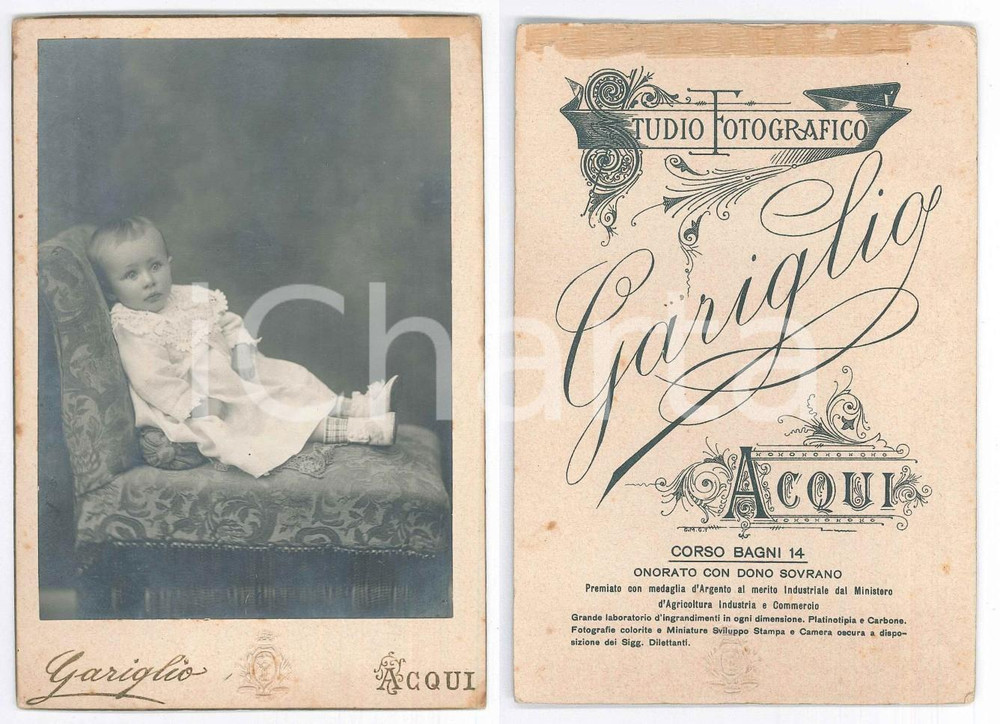 Gariglio
ACQUI
STUDIO FOTOGRAFICO
Gariglio
ACQUI
CORSO BAGNI 14
ONORATO CON DONO SOVRANO
Premiato con medaglia d'Argento al merito Industriale dal Ministero
d'Agricoltura Industria e Commercio
Grande laboratorio d'ingrandimenti in ogni dimensione. Platinotipia e Carbone.
Fotografie colorite e Miniature Sviluppo Stampa e Camera oscura a dispo-
sizione dei Sigg. Dilettanti.
iCharta